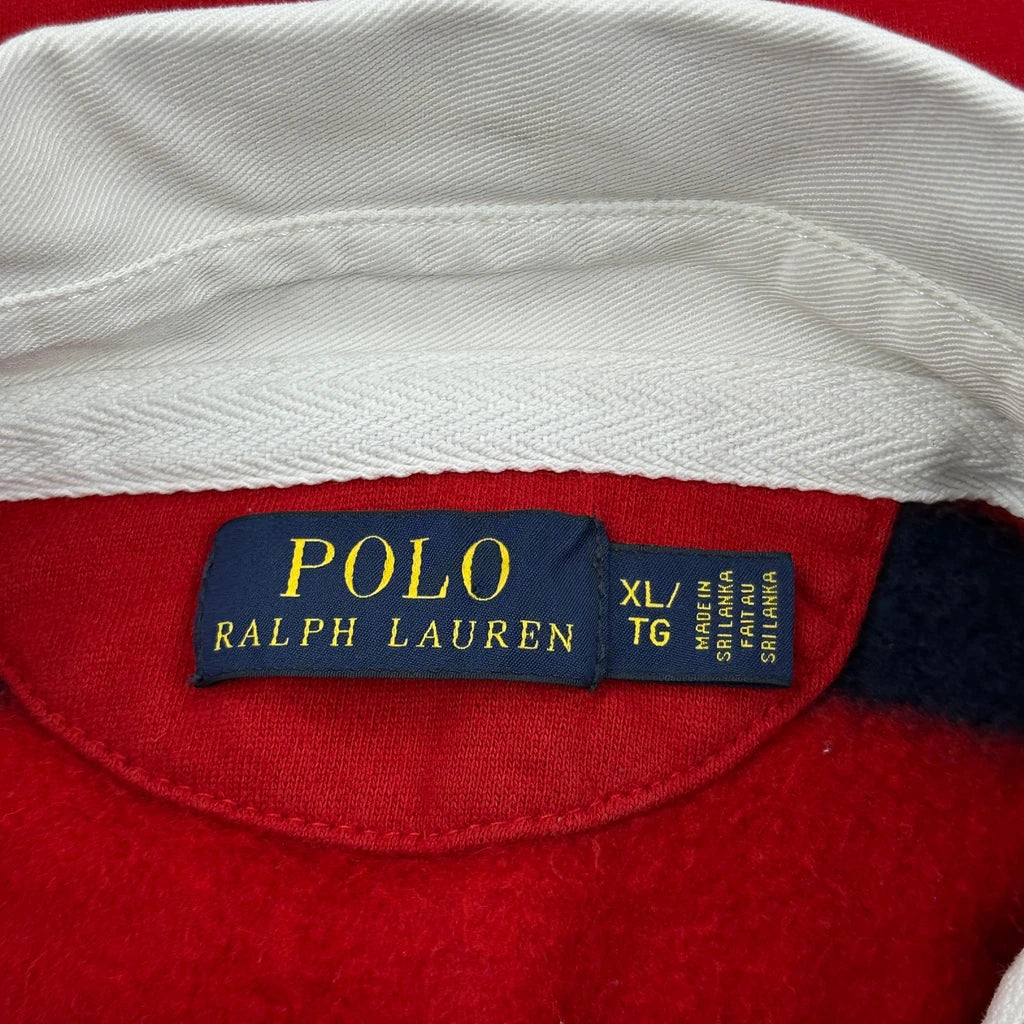 POLO
RALPH LAUREN
XL/
TG
MADE IN
SRI LANKA
FAIT AU
SRI LANKA